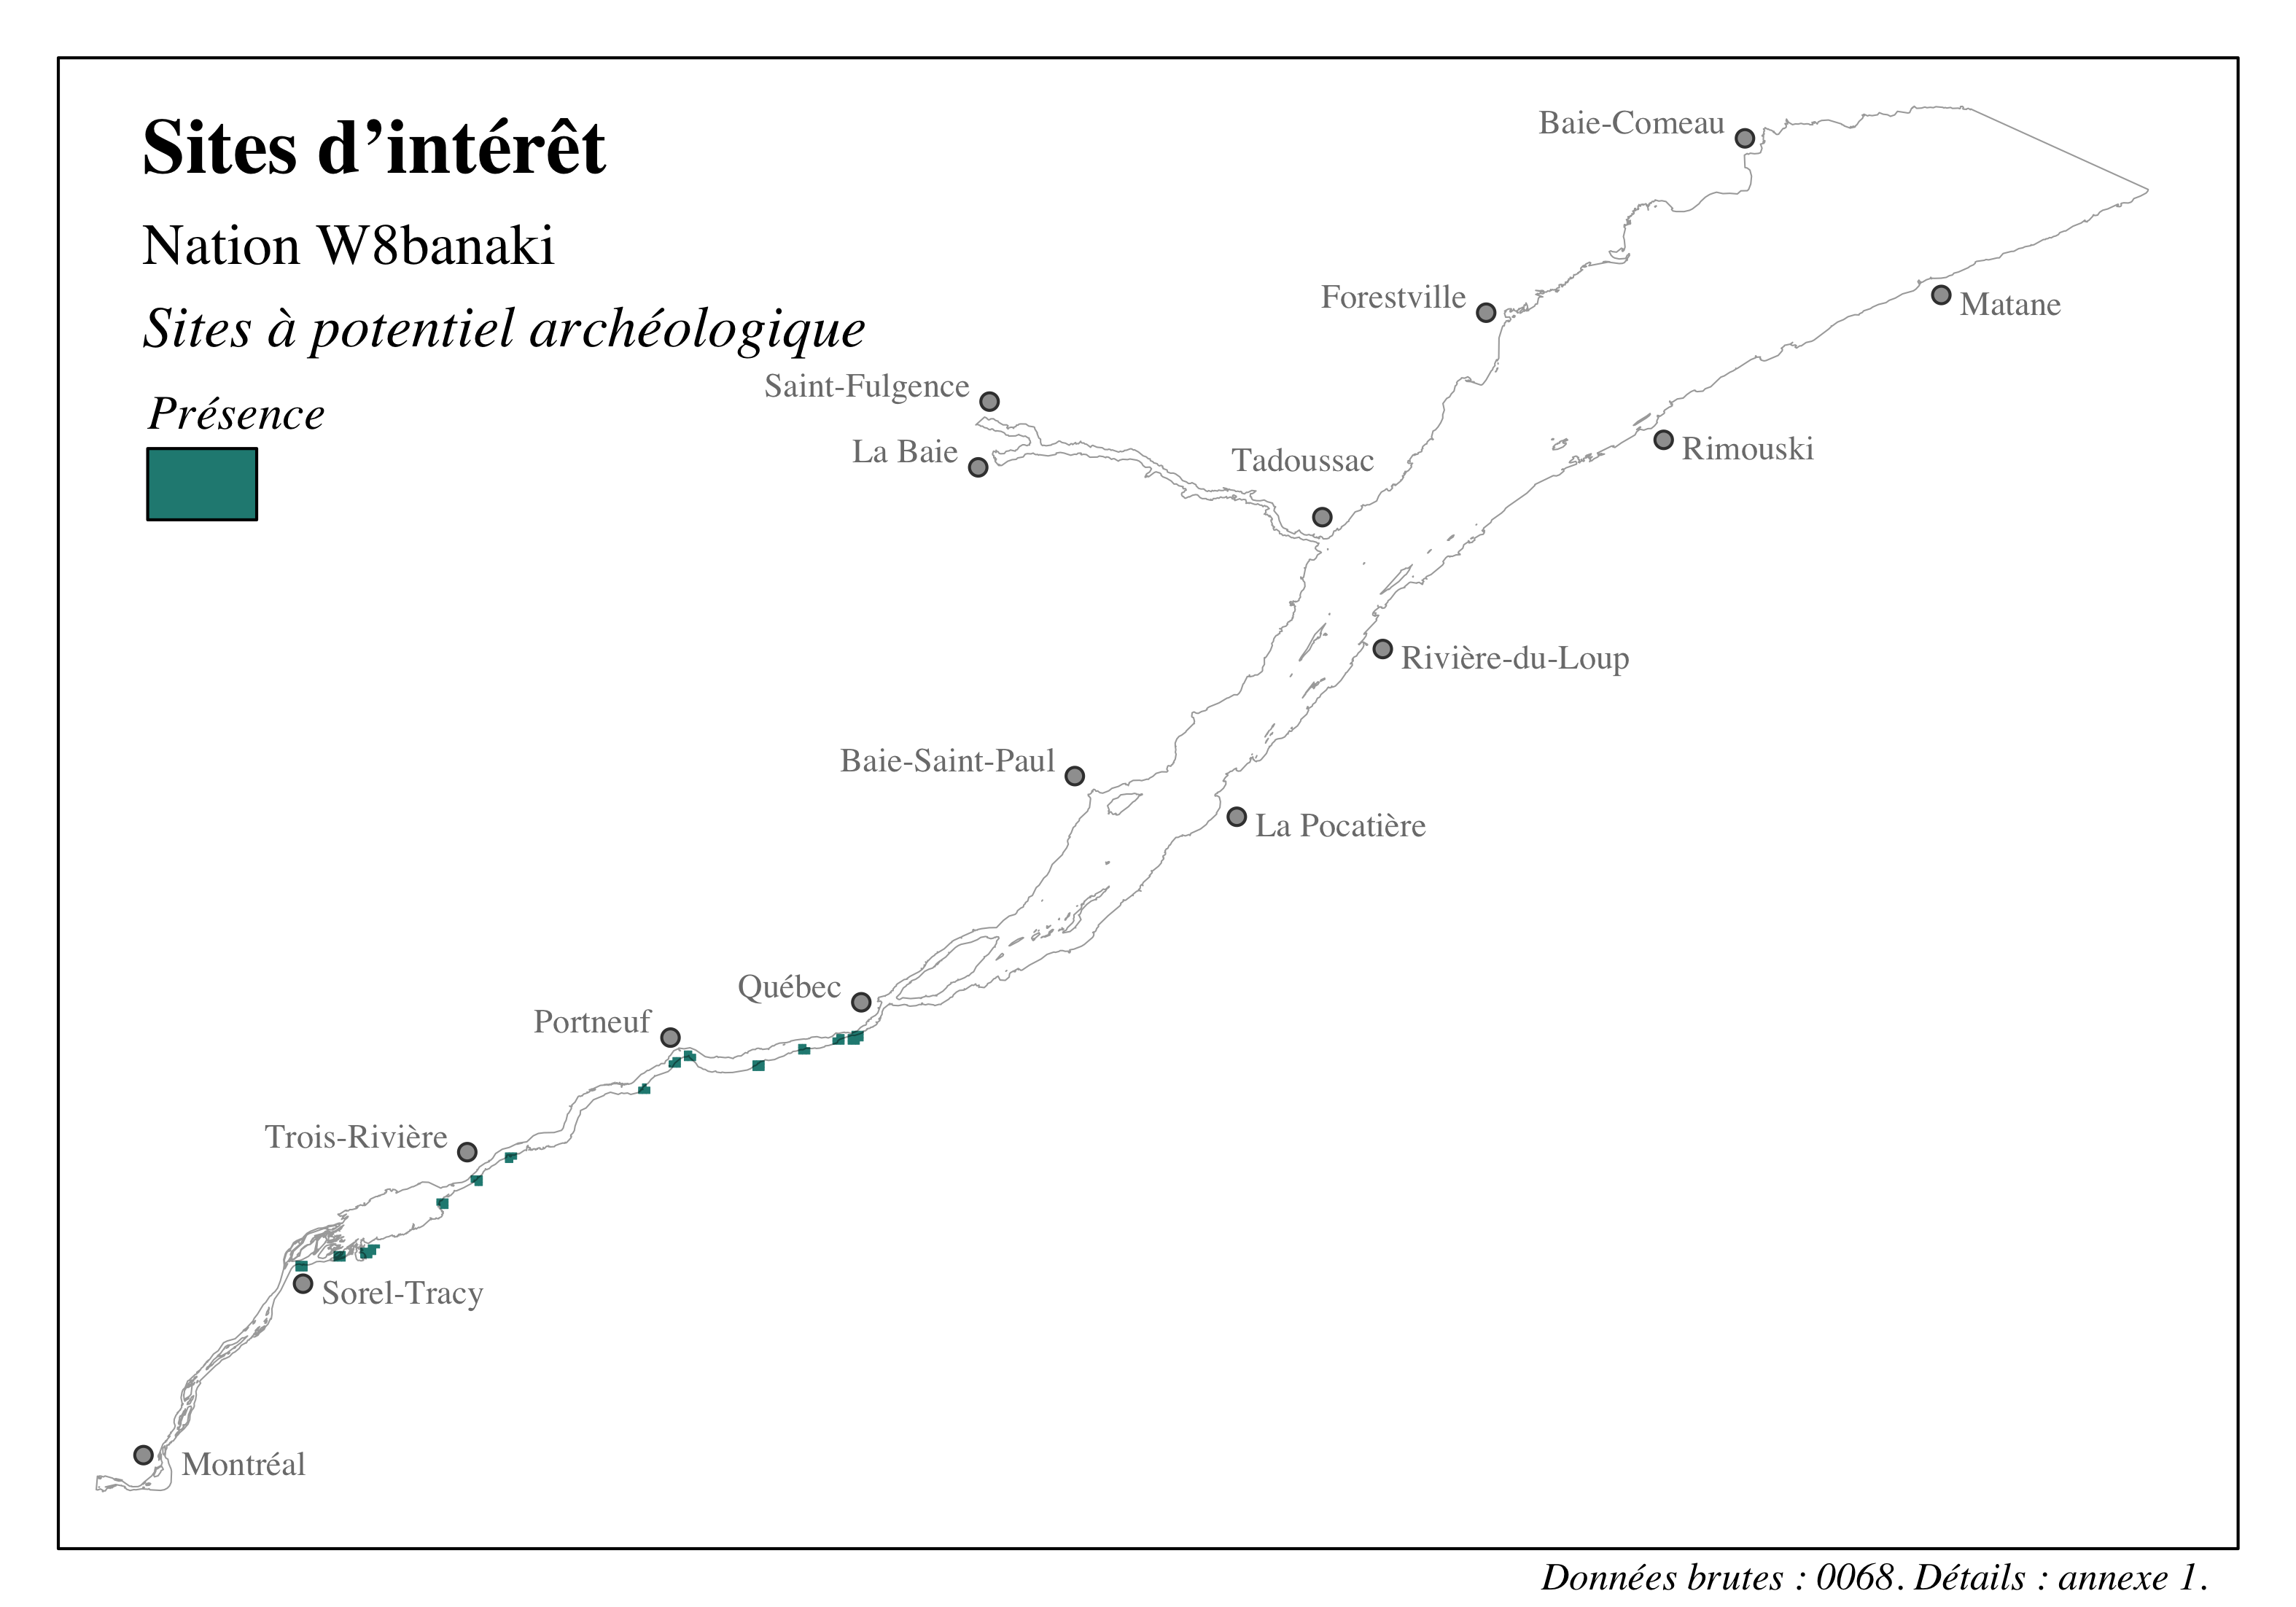 Sites d’intérêt
Nation W8banaki
Sites à potentiel archéologique
Présence
Baie-Comeau
Forestville
Matane
Saint-Fulgence
La Baie
Tadoussac
Rimouski
Rivière-du-Loup
Baie-Saint-Paul
La Pocatière
Québec
Portneuf
Trois-Rivière
Sorel-Tracy
Montréal
Données brutes : 0068. Détails : annexe 1.